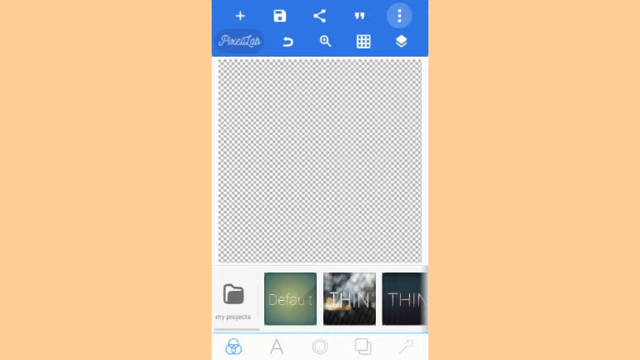 PixelLab
my projects
Default
THIN
THIN